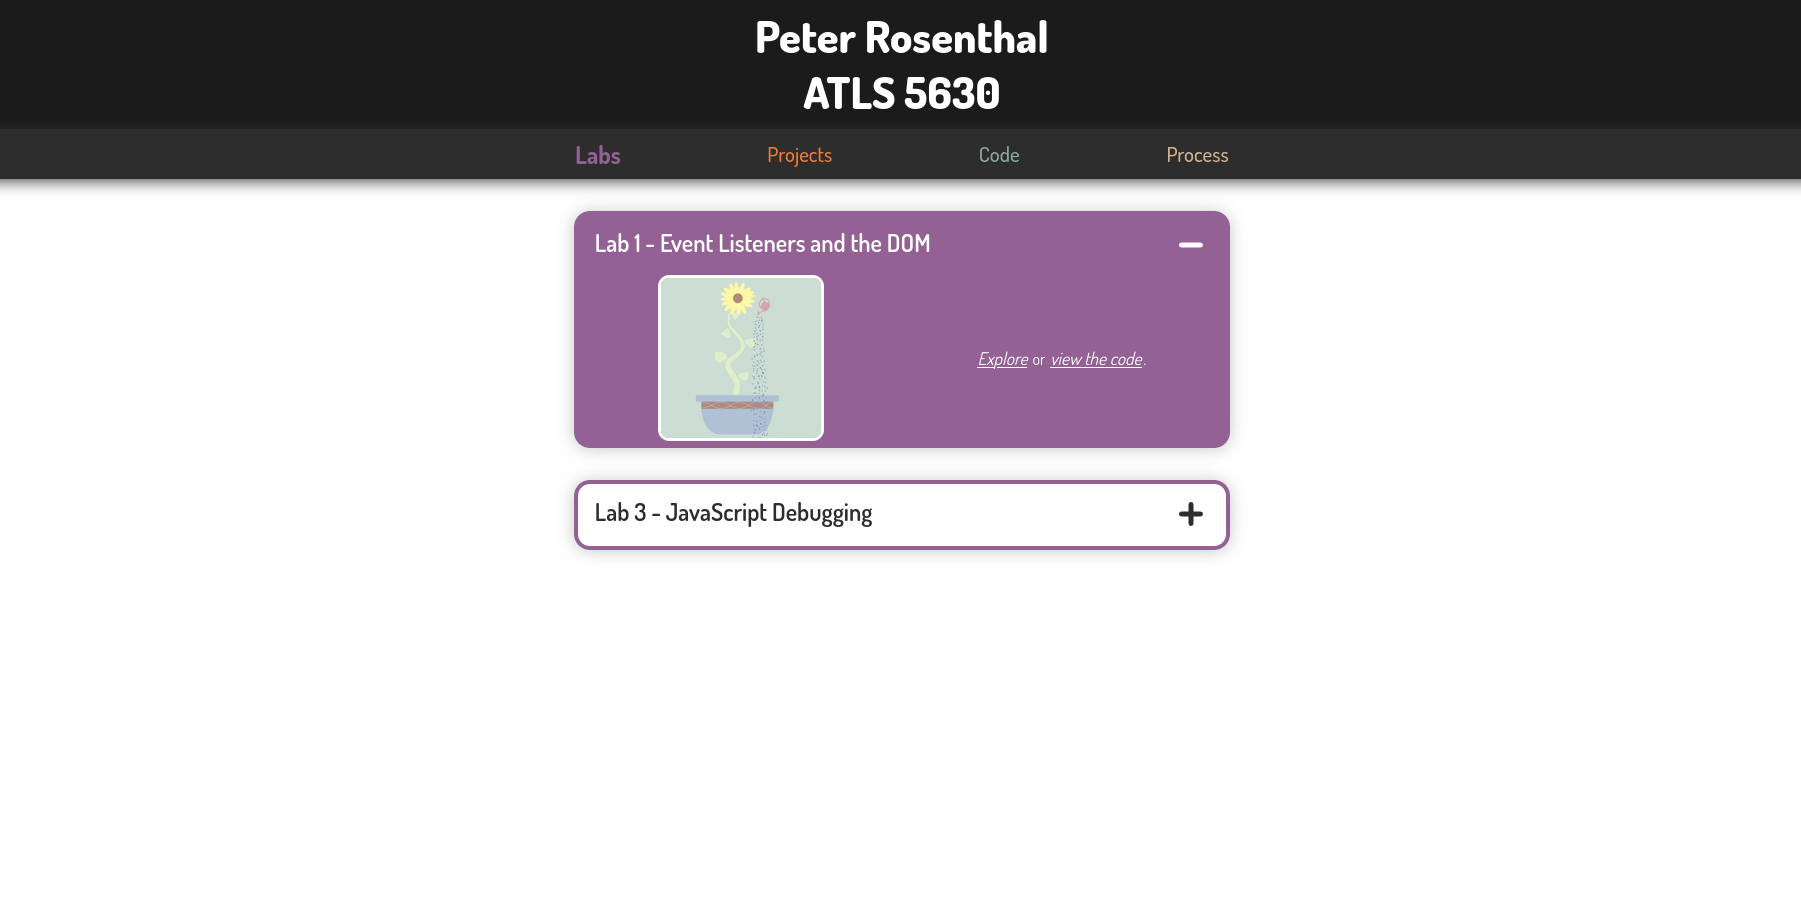 Peter Rosenthal
ATLS 5630
Labs Projects Code Process
Lab 1 - Event Listeners and the DOM
Explore or view the code.
Lab 3 - JavaScript Debugging